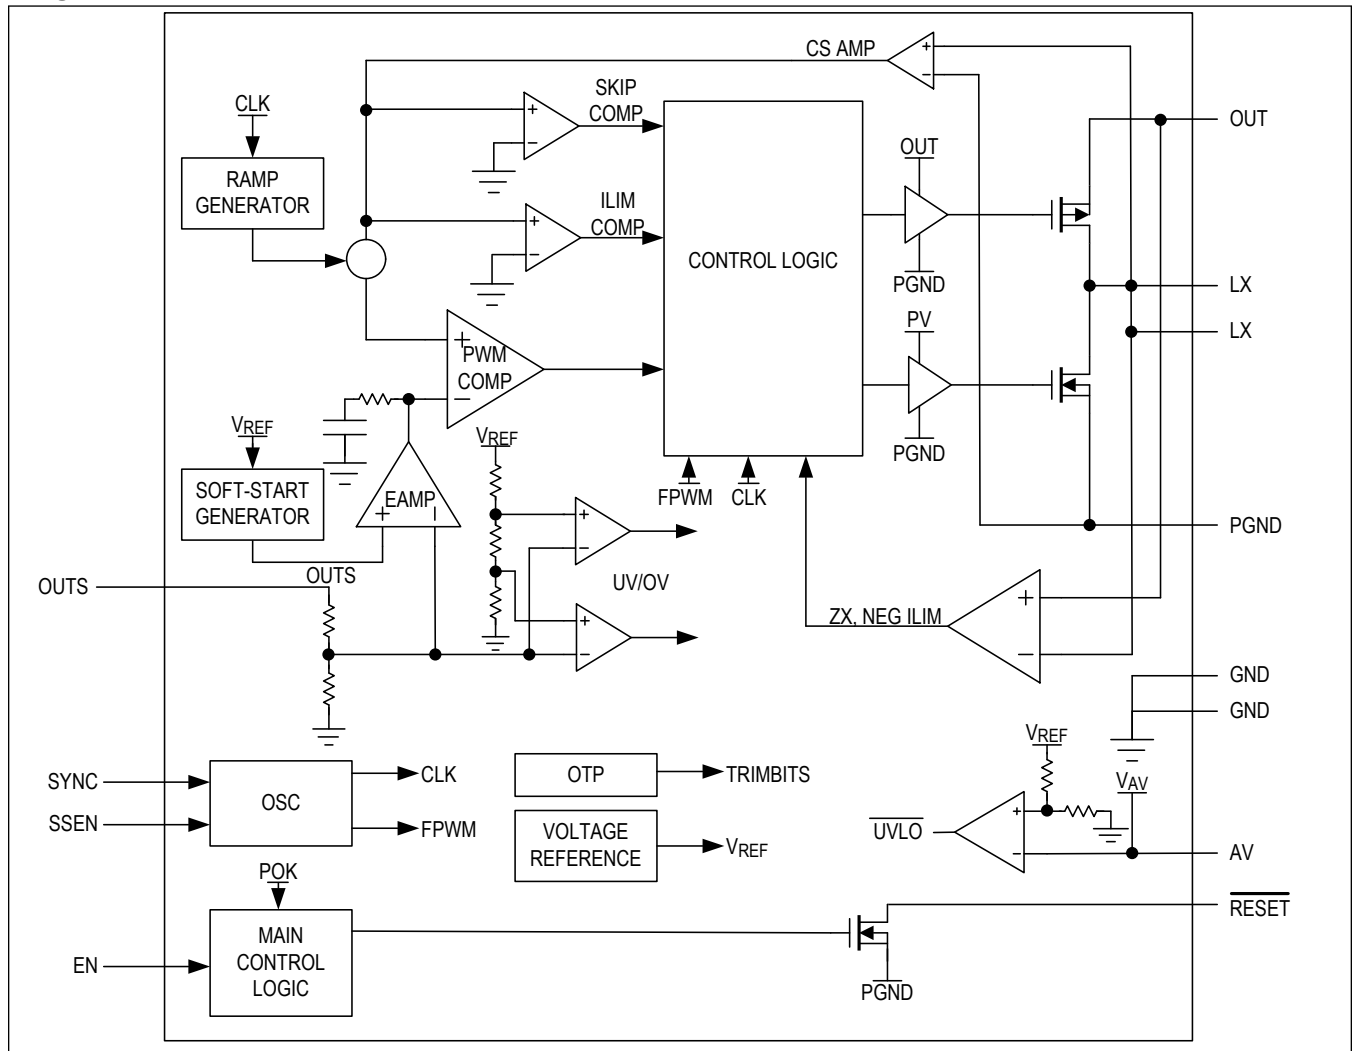 CS AMP
+
−
CLK
SKIP
COMP
+
−
OUT
RAMP
GENERATOR
OUT
ILIM
COMP
+
−
CONTROL LOGIC
PGND
LX
PV
LX
+
PWM
COMP
−
VREF
VREF
PGND
SOFT-START
GENERATOR
EAMP
+
−
FPWM
CLK
PGND
+
−
OUTS
OUTS
UV/OV
+
−
ZX, NEG ILIM
+
−
GND
GND
VREF
SYNC
SSEN
OSC
CLK
FPWM
OTP
TRIMBITS
VAV
VOLTAGE
REFERENCE
VREF
UVLO
+
−
AV
POK
RESET
EN
MAIN
CONTROL
LOGIC
PGND